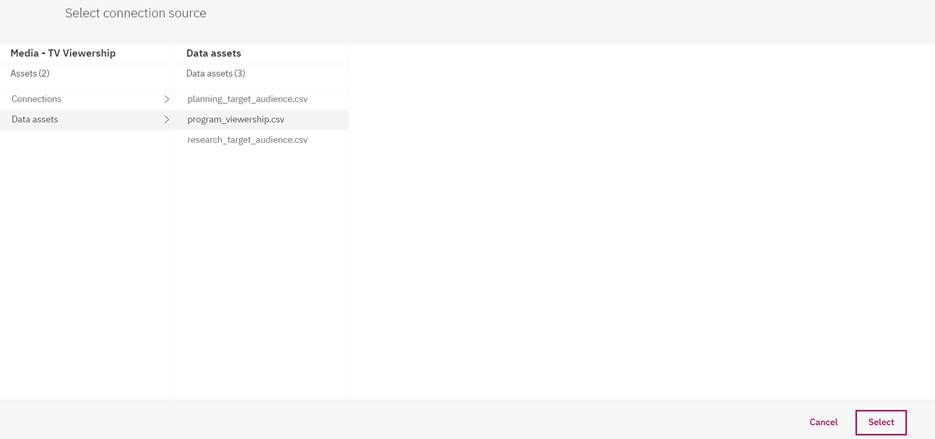 Select connection source
Media - TV Viewership
Assets (2)
Connections
Data assets
Data assets
Data assets (3)
planning_target_audience.csv
program_viewership.csv
research_target_audience.csv
Cancel
Select